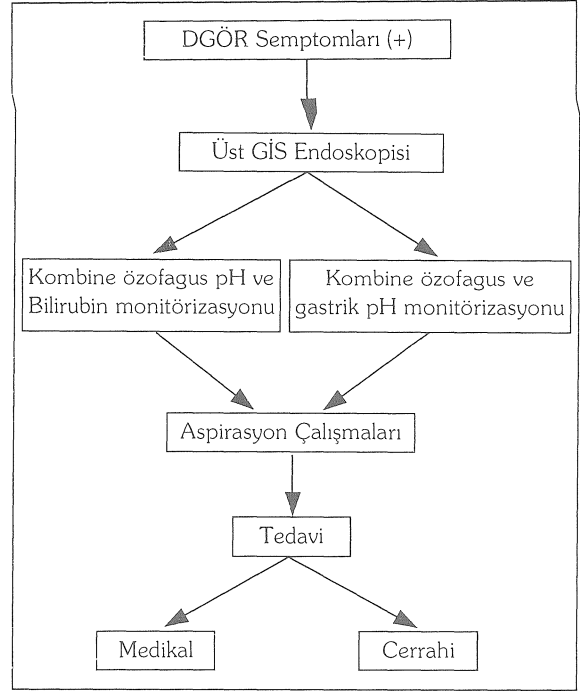 DGÖR Semptomları (+)
Üst GİS Endoskopisi
Kombine özofagus pH ve
Bilirubin monitörizasyonu
Kombine özofagus ve
gastrik pH monitörizasyonu
Aspirasyon Çalışmaları
Tedavi
Medikal
Cerrahi